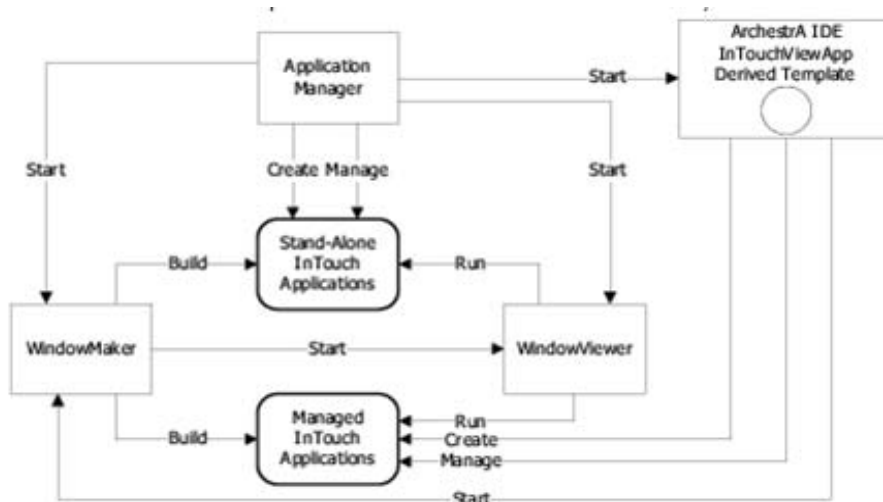 ArchestrA IDE
InTouchViewApp
Derived Template
Application
Manager
Start
Start
Create Manage
Start
Stand-Alone
InTouch
Applications
Build
Run
WindowMaker
Start
WindowViewer
Managed
InTouch
Applications
Run
Build
Create
Manage
Start